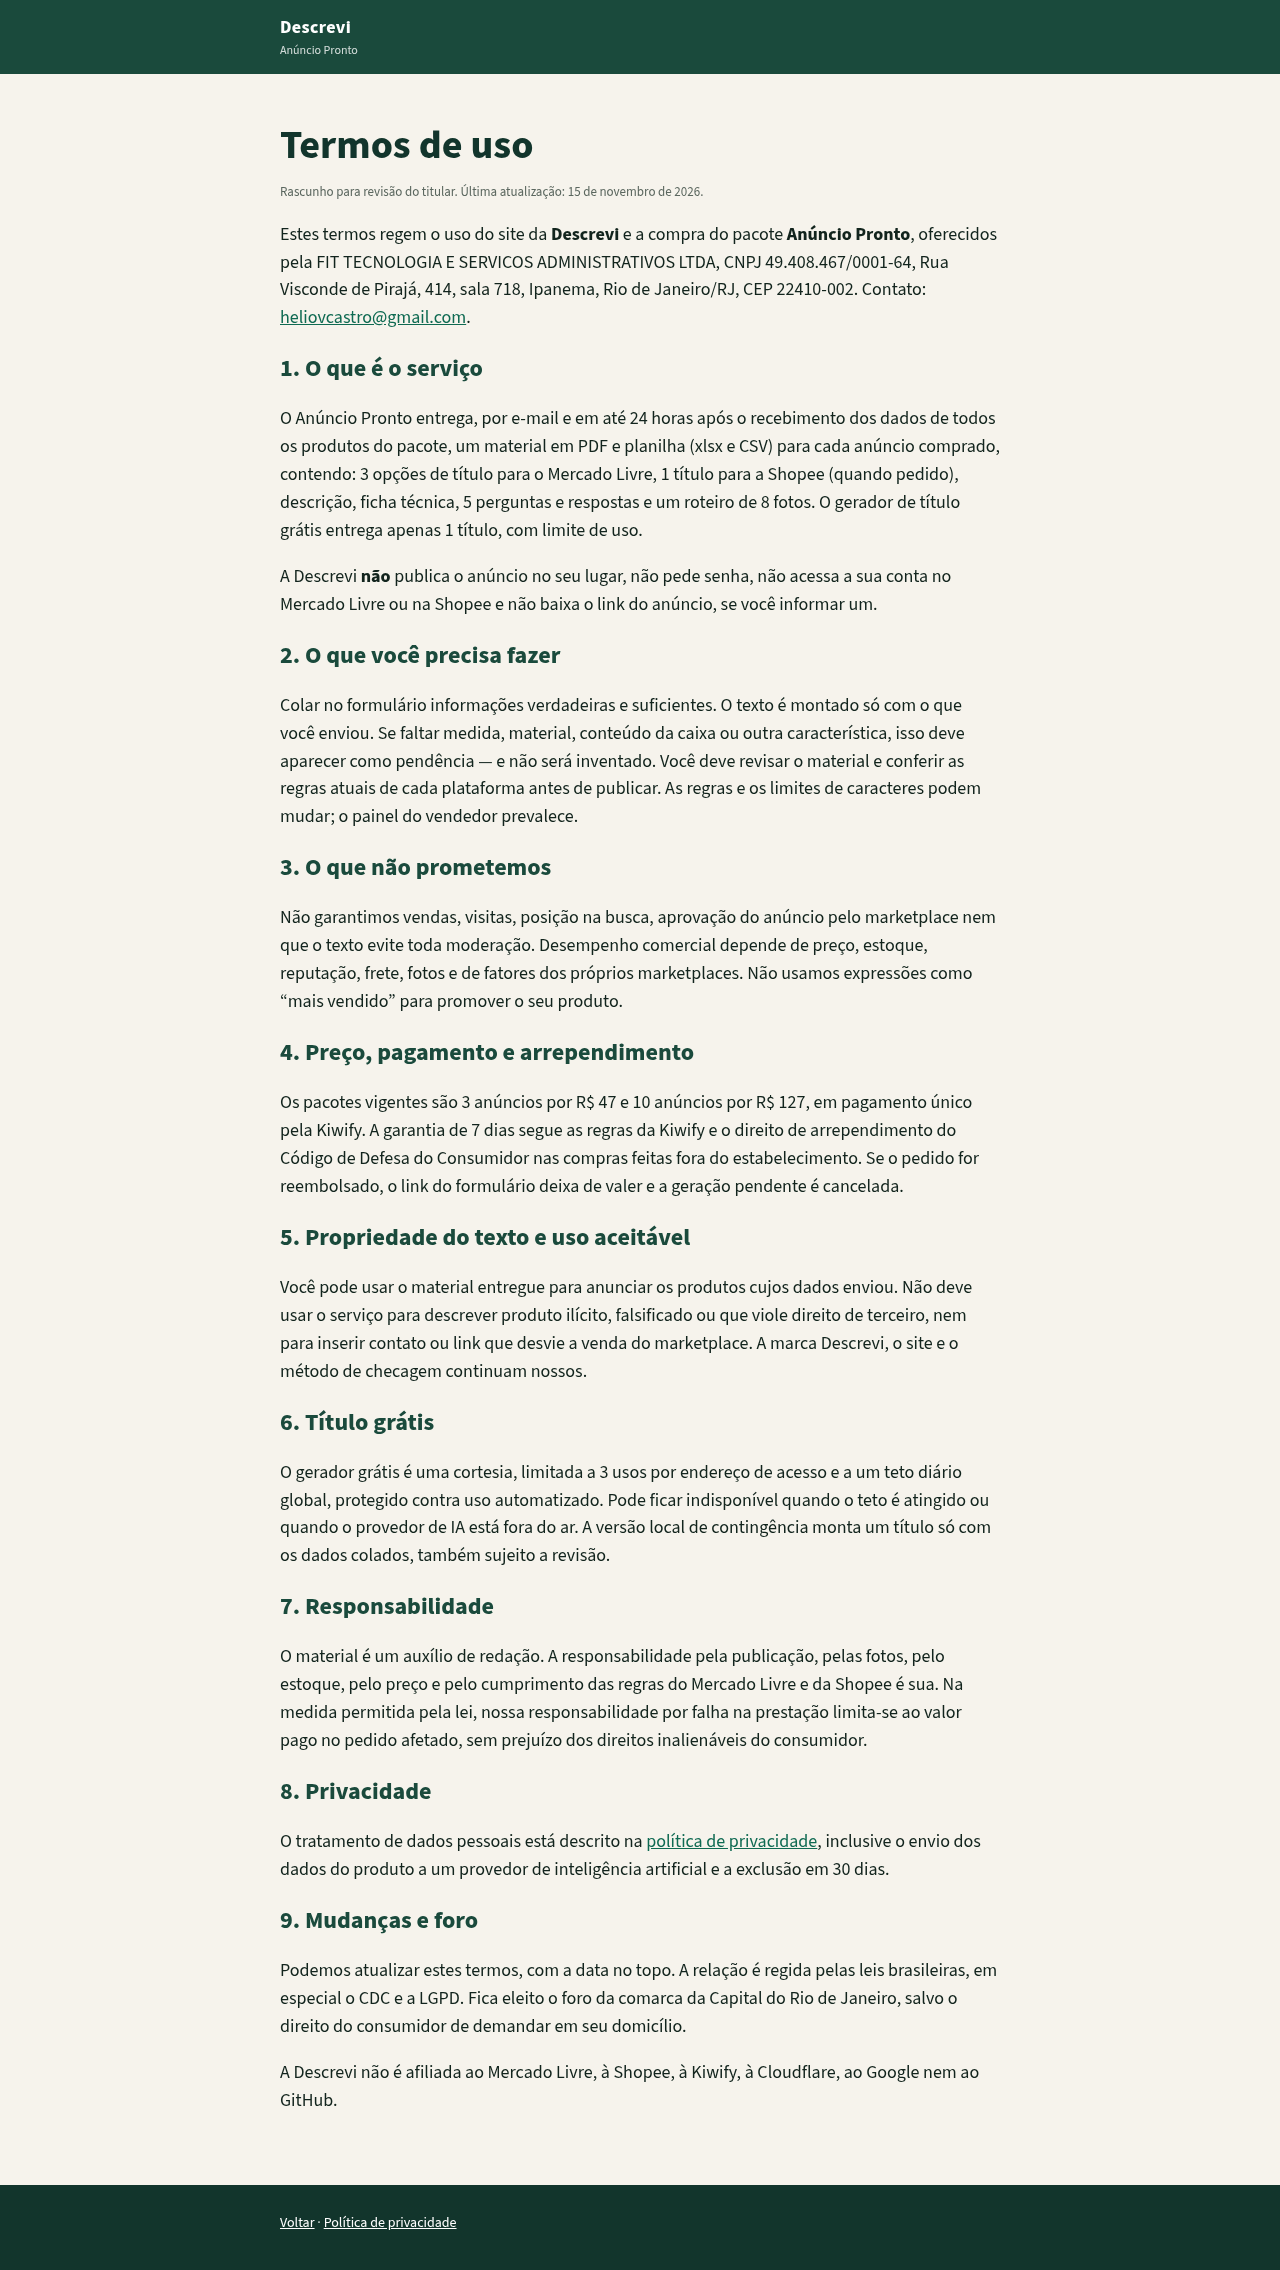 Descrevi
Anúncio Pronto
Termos de uso
Rascunho para revisão do titular. Última atualização: 15 de novembro de 2026.
Estes termos regem o uso do site da Descrevi e a compra do pacote Anúncio Pronto, oferecidos
pela FIT TECNOLOGIA E SERVICOS ADMINISTRATIVOS LTDA, CNPJ 49.408.467/0001-64, Rua
Visconde de Pirajá, 414, sala 718, Ipanema, Rio de Janeiro/RJ, CEP 22410-002. Contato:
heliovcastro@gmail.com.
1. O que é o serviço
O Anúncio Pronto entrega, por e-mail e em até 24 horas após o recebimento dos dados de todos
os produtos do pacote, um material em PDF e planilha (xlsx e CSV) para cada anúncio comprado,
contendo: 3 opções de título para o Mercado Livre, 1 título para a Shopee (quando pedido),
descrição, ficha técnica, 5 perguntas e respostas e um roteiro de 8 fotos. O gerador de título
grátis entrega apenas 1 título, com limite de uso.
A Descrevi não publica o anúncio no seu lugar, não pede senha, não acessa a sua conta no
Mercado Livre ou na Shopee e não baixa o link do anúncio, se você informar um.
2. O que você precisa fazer
Colar no formulário informações verdadeiras e suficientes. O texto é montado só com o que
você enviou. Se faltar medida, material, conteúdo da caixa ou outra característica, isso deve
aparecer como pendência — e não será inventado. Você deve revisar o material e conferir as
regras atuais de cada plataforma antes de publicar. As regras e os limites de caracteres podem
mudar; o painel do vendedor prevalece.
3. O que não prometemos
Não garantimos vendas, visitas, posição na busca, aprovação do anúncio pelo marketplace nem
que o texto evite toda moderação. Desempenho comercial depende de preço, estoque,
reputação, frete, fotos e de fatores dos próprios marketplaces. Não usamos expressões como
“mais vendido” para promover o seu produto.
4. Preço, pagamento e arrependimento
Os pacotes vigentes são 3 anúncios por R$ 47 e 10 anúncios por R$ 127, em pagamento único
pela Kiwify. A garantia de 7 dias segue as regras da Kiwify e o direito de arrependimento do
Código de Defesa do Consumidor nas compras feitas fora do estabelecimento. Se o pedido for
reembolsado, o link do formulário deixa de valer e a geração pendente é cancelada.
5. Propriedade do texto e uso aceitável
Você pode usar o material entregue para anunciar os produtos cujos dados enviou. Não deve
usar o serviço para descrever produto ilícito, falsificado ou que viole direito de terceiro, nem
para inserir contato ou link que desvie a venda do marketplace. A marca Descrevi, o site e o
método de checagem continuam nossos.
6. Título grátis
O gerador grátis é uma cortesia, limitada a 3 usos por endereço de acesso e a um teto diário
global, protegido contra uso automatizado. Pode ficar indisponível quando o teto é atingido ou
quando o provedor de IA está fora do ar. A versão local de contingência monta um título só com
os dados colados, também sujeito a revisão.
7. Responsabilidade
O material é um auxílio de redação. A responsabilidade pela publicação, pelas fotos, pelo
estoque, pelo preço e pelo cumprimento das regras do Mercado Livre e da Shopee é sua. Na
medida permitida pela lei, nossa responsabilidade por falha na prestação limita-se ao valor
pago no pedido afetado, sem prejuízo dos direitos inalienáveis do consumidor.
8. Privacidade
O tratamento de dados pessoais está descrito na política de privacidade, inclusive o envio dos
dados do produto a um provedor de inteligência artificial e a exclusão em 30 dias.
9. Mudanças e foro
Podemos atualizar estes termos, com a data no topo. A relação é regida pelas leis brasileiras, em
especial o CDC e a LGPD. Fica eleito o foro da comarca da Capital do Rio de Janeiro, salvo o
direito do consumidor de demandar em seu domicílio.
A Descrevi não é afiliada ao Mercado Livre, à Shopee, à Kiwify, à Cloudflare, ao Google nem ao
GitHub.
Voltar · Política de privacidade